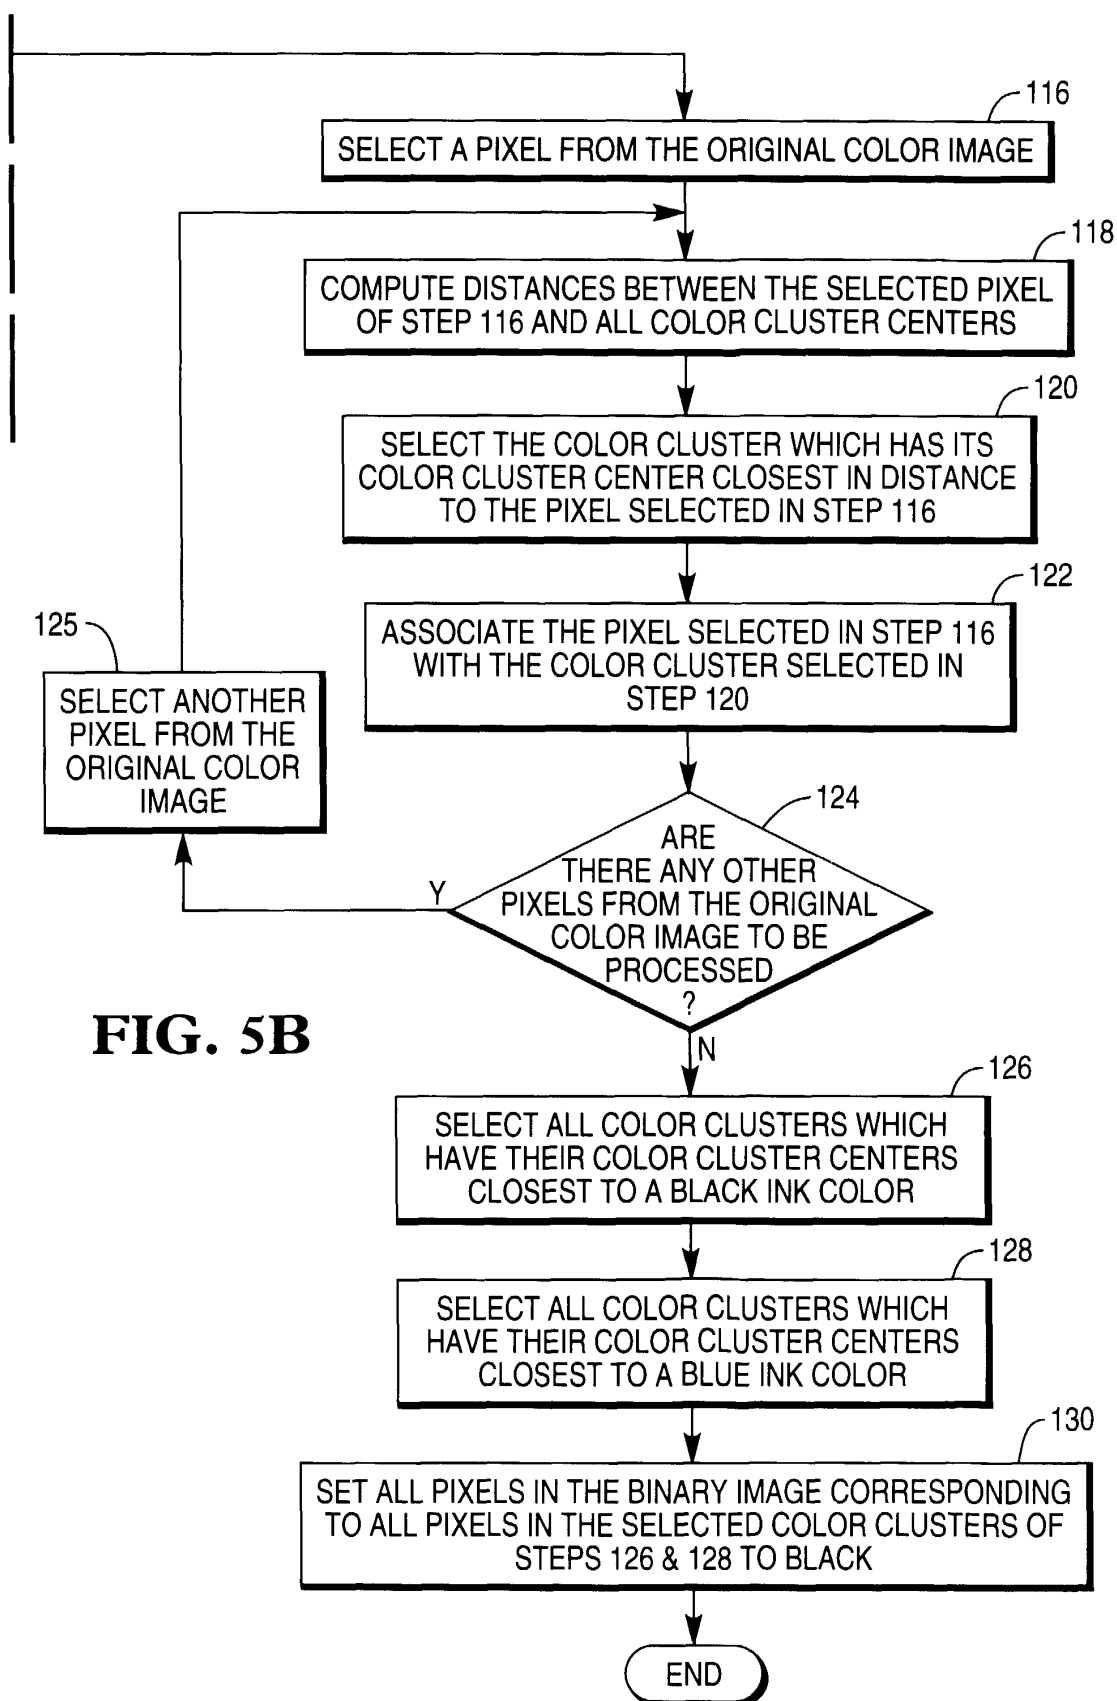 116
SELECT A PIXEL FROM THE ORIGINAL COLOR IMAGE
118
COMPUTE DISTANCES BETWEEN THE SELECTED PIXEL
OF STEP 116 AND ALL COLOR CLUSTER CENTERS
120
SELECT THE COLOR CLUSTER WHICH HAS ITS
COLOR CLUSTER CENTER CLOSEST IN DISTANCE
TO THE PIXEL SELECTED IN STEP 116
122
ASSOCIATE THE PIXEL SELECTED IN STEP 116
WITH THE COLOR CLUSTER SELECTED IN
STEP 120
125
SELECT ANOTHER
PIXEL FROM THE
ORIGINAL COLOR
IMAGE
124
ARE
THERE ANY OTHER
PIXELS FROM THE ORIGINAL
COLOR IMAGE TO BE
PROCESSED
?
Y
N
FIG. 5B
126
SELECT ALL COLOR CLUSTERS WHICH
HAVE THEIR COLOR CLUSTER CENTERS
CLOSEST TO A BLACK INK COLOR
128
SELECT ALL COLOR CLUSTERS WHICH
HAVE THEIR COLOR CLUSTER CENTERS
CLOSEST TO A BLUE INK COLOR
130
SET ALL PIXELS IN THE BINARY IMAGE CORRESPONDING
TO ALL PIXELS IN THE SELECTED COLOR CLUSTERS OF
STEPS 126 & 128 TO BLACK
END